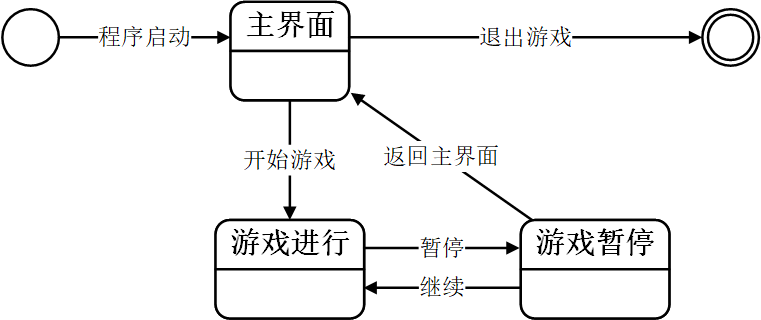 主界面
程序启动
退出游戏
开始游戏
返回主界面
游戏进行
暂停
继续
游戏暂停